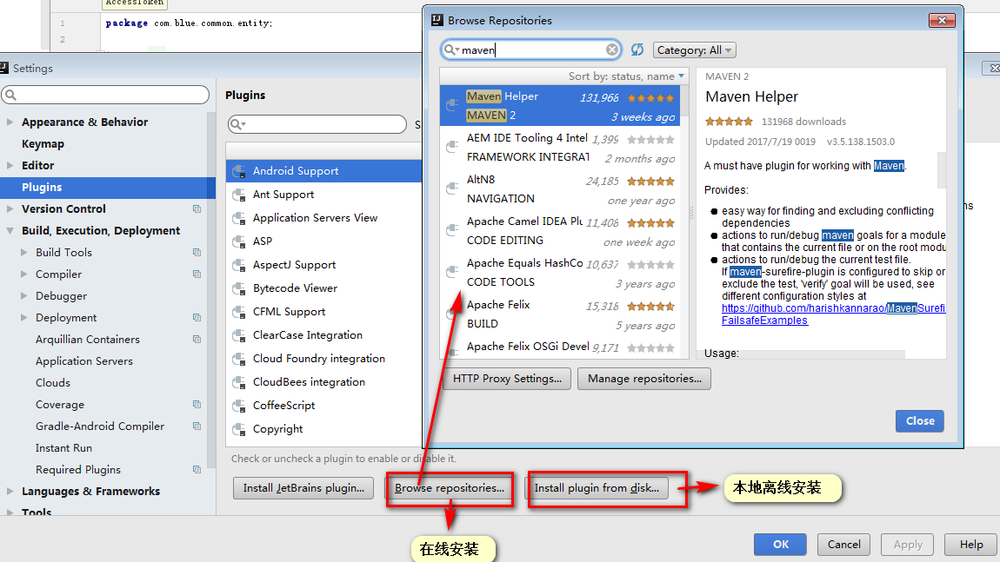 AccessToken
1 package com.blue.common.entity;
2
Settings
Appearance & Behavior
Keymap
Editor
Plugins
Version Control
Build, Execution, Deployment
Build Tools
Compiler
Debugger
Deployment
Arquillian Containers
Application Servers
Clouds
Coverage
Gradle-Android Compiler
Instant Run
Required Plugins
Languages & Frameworks
Tools
Plugins
S
Android Support
Ant Support
Application Servers View
ASP
AspectJ Support
Bytecode Viewer
CFML Support
ClearCase Integration
Cloud Foundry integration
CloudBees integration
CoffeeScript
Copyright
Check or uncheck a plugin to enable or disable it.
Install JetBrains plugin...
Browse repositories...
Install plugin from disk...
本地离线安装
在线安装
OK
Cancel
Apply
Help
ns
Browse Repositories
maven
Category: All
Sort by: status, name
Maven Helper 131,968
MAVEN 2 3 weeks ago
AEM IDE Tooling 4 Intel 1,399
FRAMEWORK INTEGRAT 2 months ago
AltN8 24,185
NAVIGATION one year ago
Apache Camel IDEA Plu 11,408
CODE EDITING one week ago
Apache Equals HashCo 10,637
CODE TOOLS 3 years ago
Apache Felix 15,318
BUILD 5 years ago
Apache Felix OSGi Devel 9,171
MAVEN 2
Maven Helper
131968 downloads
Updated 2017/7/19 0019 v3.5.138.1503.0
A must have plugin for working with Maven.
Provides:
easy way for finding and excluding conflicting
dependencies
actions to run/debug maven goals for a module
that contains the current file or on the root modu
actions to run/debug the current test file.
If maven-surefire-plugin is configured to skip or
exclude the test, 'verify' goal will be used, see
different configuration styles at
https://github.com/harishkannarao/MavenSurefi
FailsafeExamples
Usage:
HTTP Proxy Settings...
Manage repositories...
Close